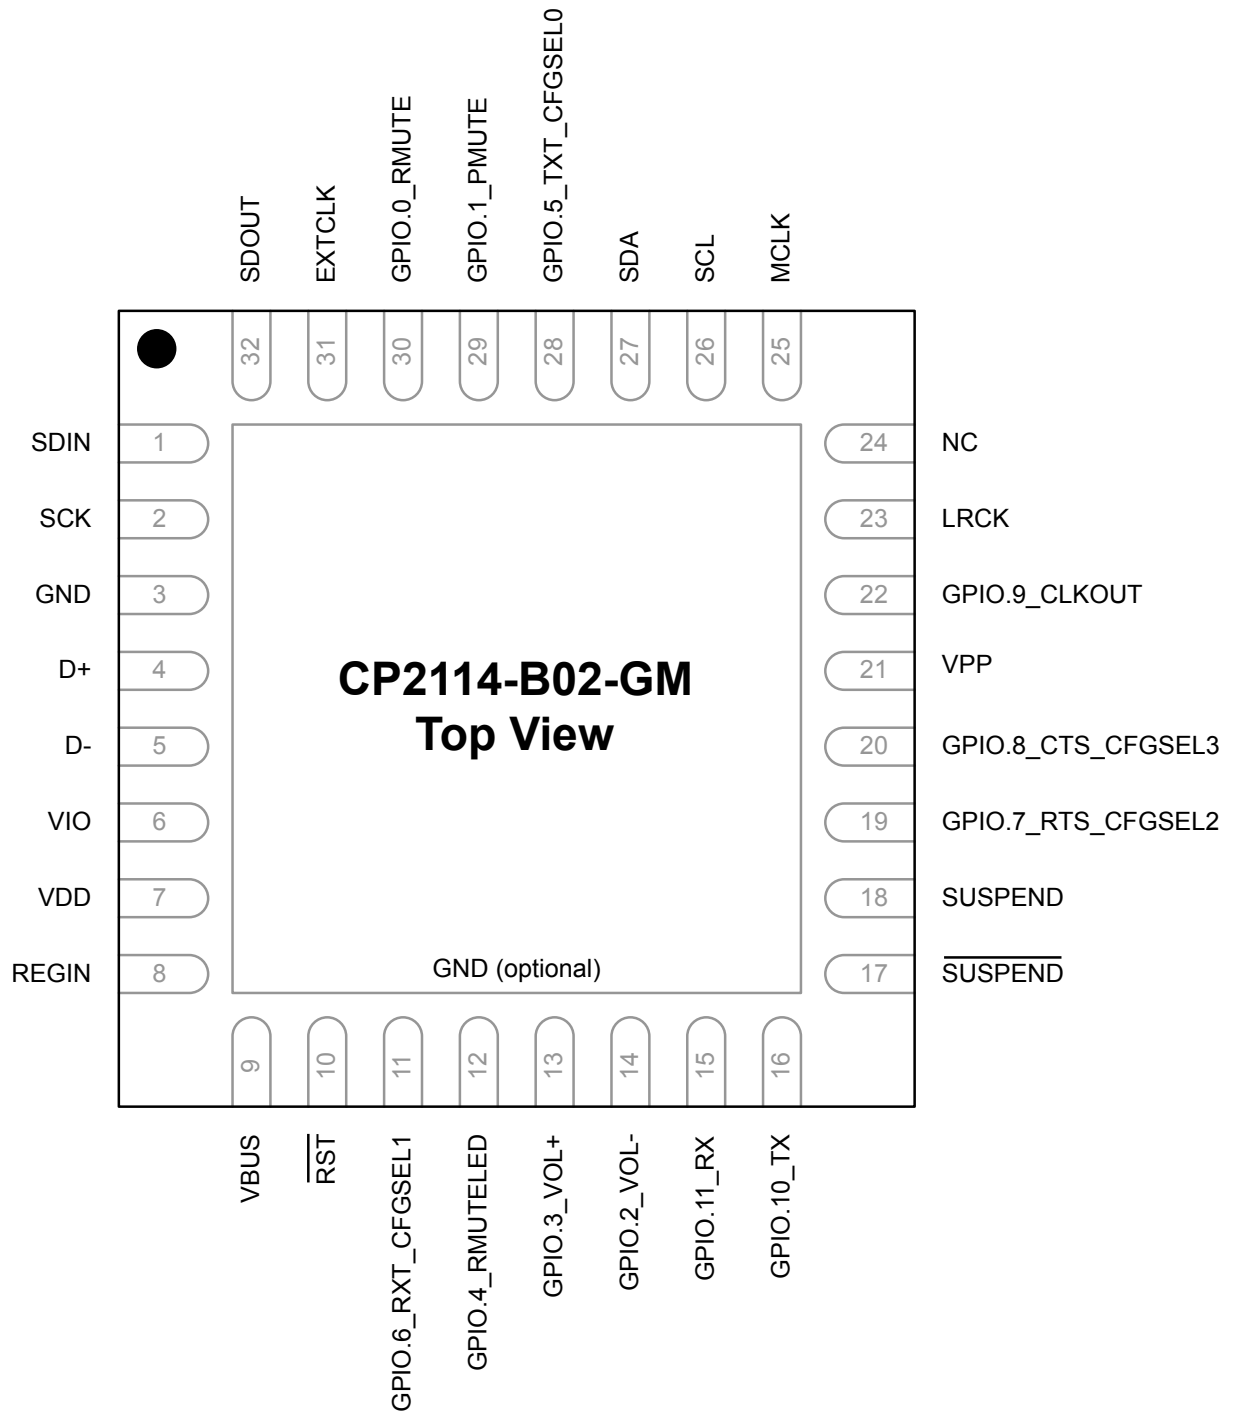 SDOUT
EXTCLK
GPIO.0_RMUTE
GPIO.1_PMUTE
GPIO.5_TXT_CFGSEL0
SDA
SCL
MCLK
32
31
30
29
28
27
26
25
SDIN 1
SCK 2
GND 3
D+ 4
D- 5
VIO 6
VDD 7
REGIN 8
CP2114-B02-GM
Top View
GND (optional)
24 NC
23 LRCK
22 GPIO.9_CLKOUT
21 VPP
20 GPIO.8_CTS_CFGSEL3
19 GPIO.7_RTS_CFGSEL2
18 SUSPEND
17 S̅U̅S̅P̅E̅N̅D̅
9
10
11
12
13
14
15
16
VBUS
R̅S̅T̅
GPIO.6_RXT_CFGSEL1
GPIO.4_RMUTELED
GPIO.3_VOL+
GPIO.2_VOL-
GPIO.11_RX
GPIO.10_TX